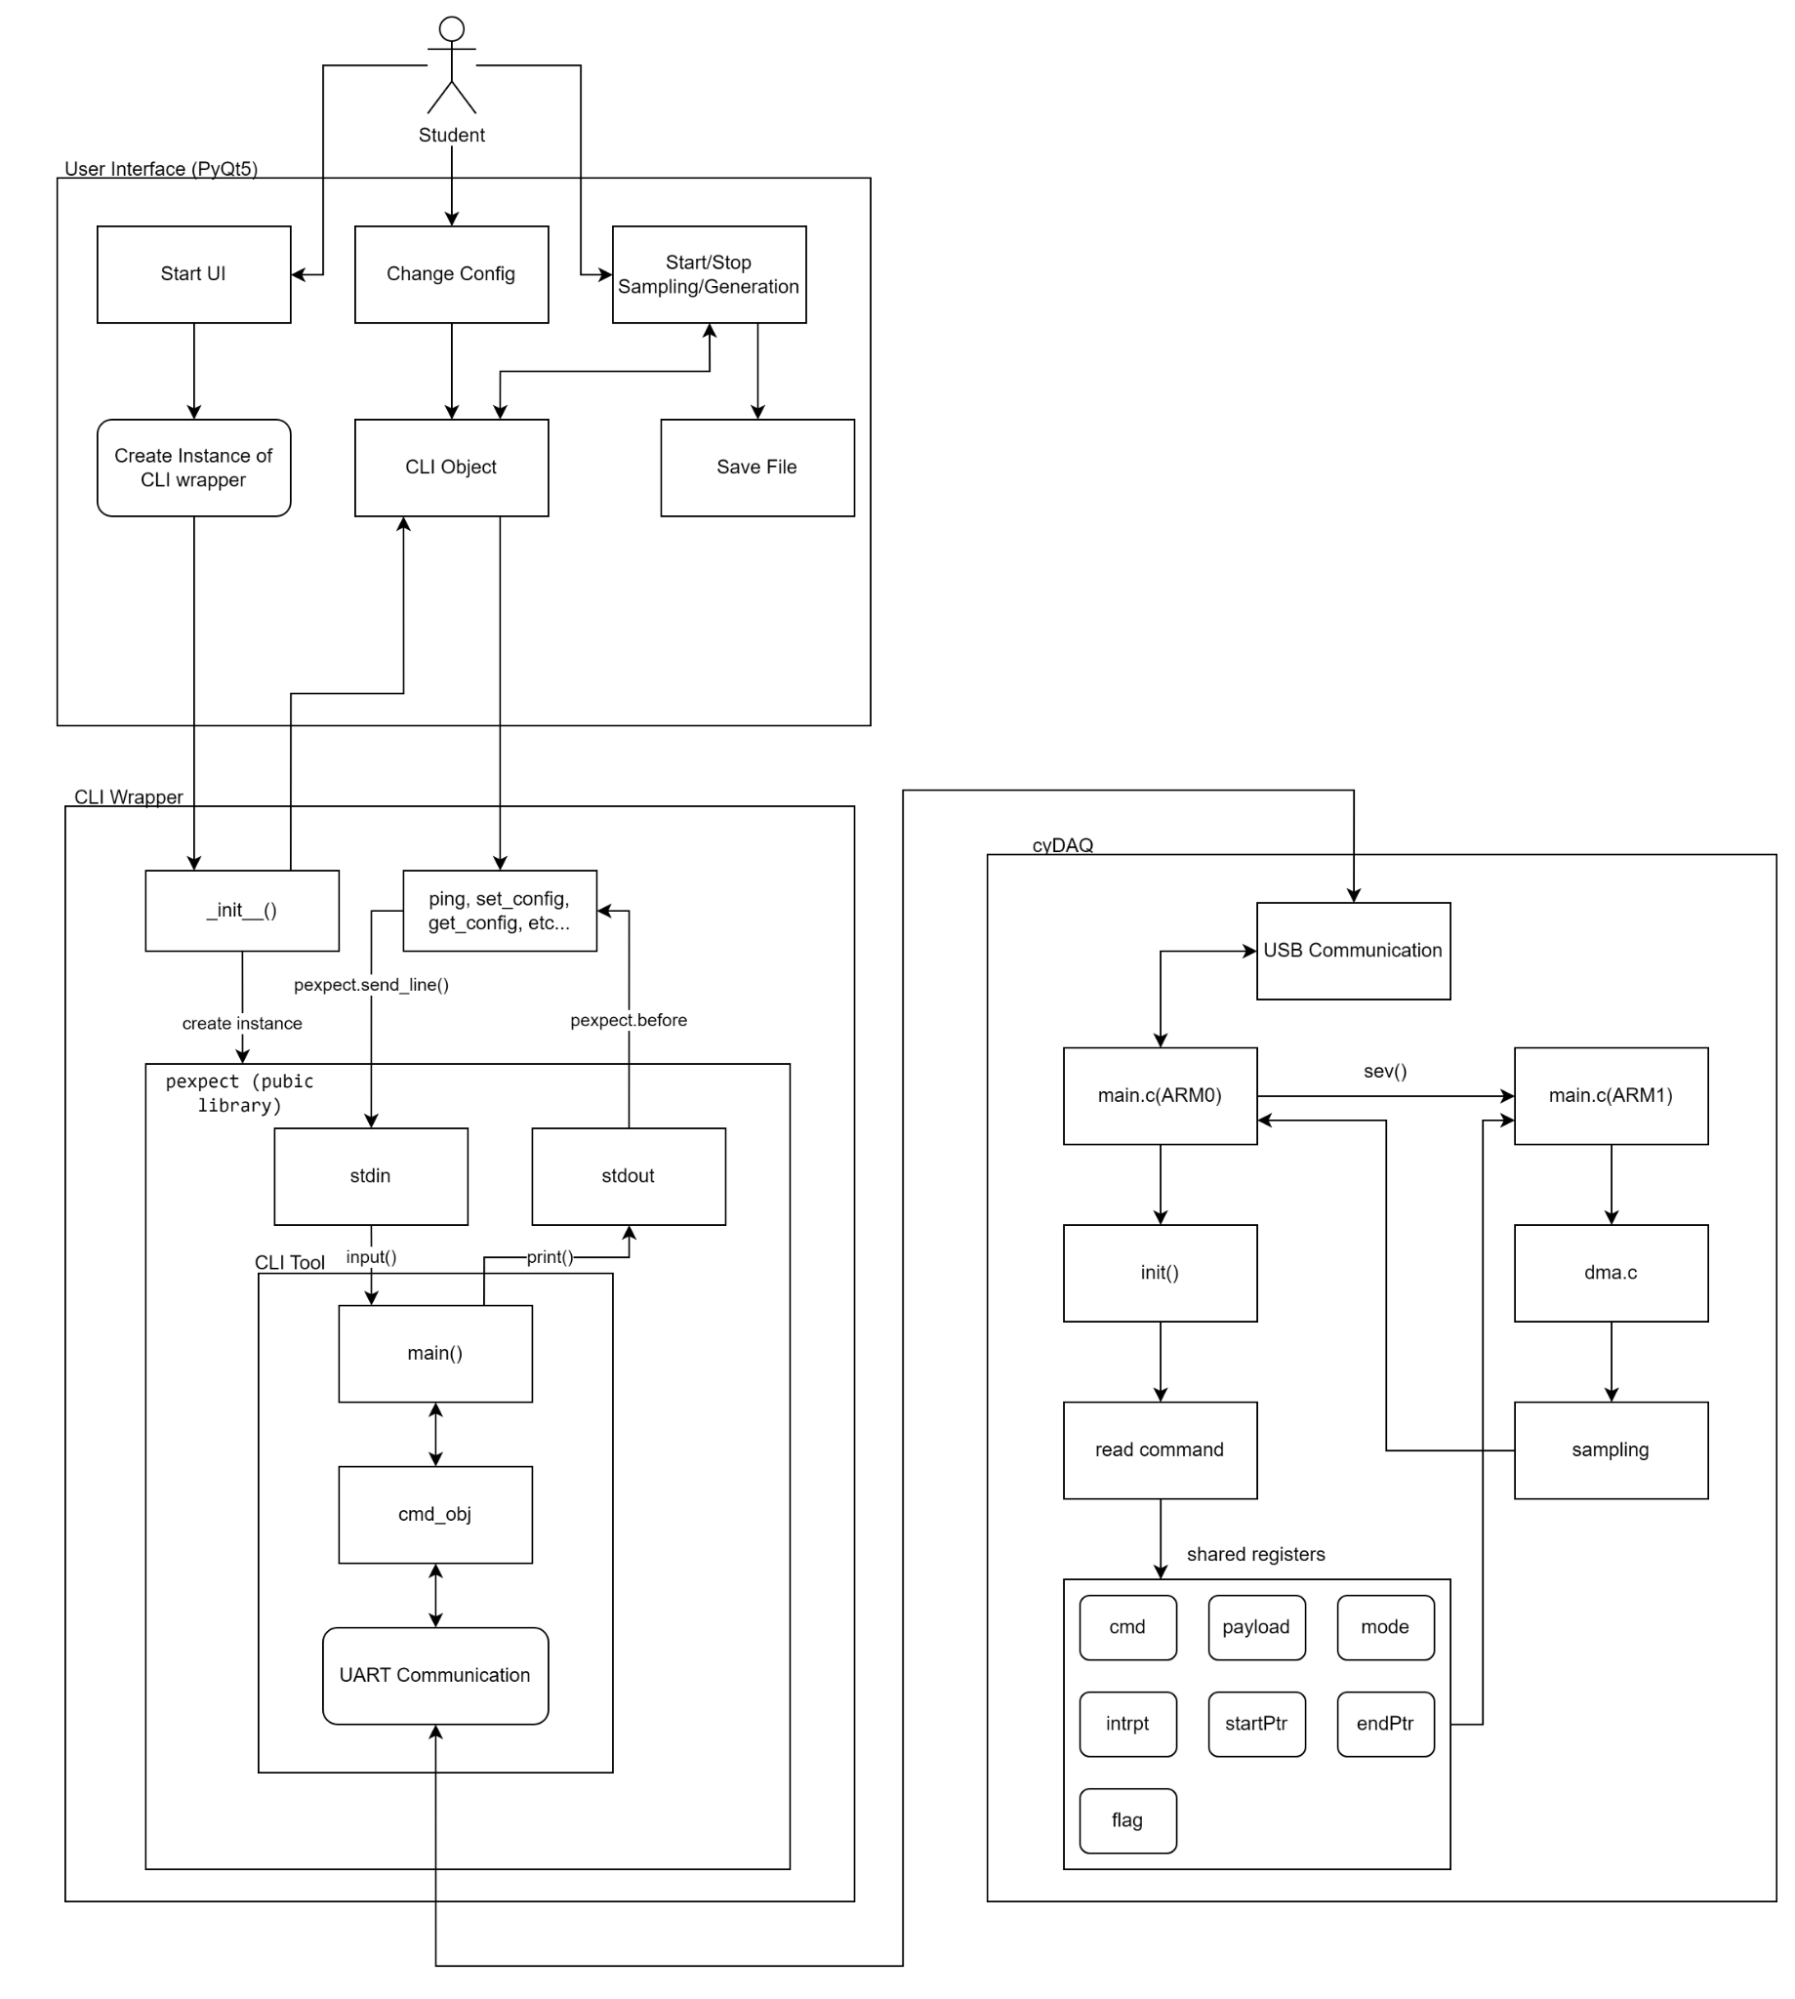 Student
User Interface (PyQt5)
Start UI
Change Config
Start/Stop
Sampling/Generation
Create Instance of
CLI wrapper
CLI Object
Save File
CLI Wrapper
_init__()
ping, set_config,
get_config, etc...
pexpect.send_line()
create instance
pexpect.before
pexpect (pubic
library)
stdin
stdout
input()
print()
CLI Tool
main()
cmd_obj
UART Communication
cyDAQ
USB Communication
main.c(ARM0)
sev()
main.c(ARM1)
init()
dma.c
read command
sampling
shared registers
cmd
payload
mode
intrpt
startPtr
endPtr
flag